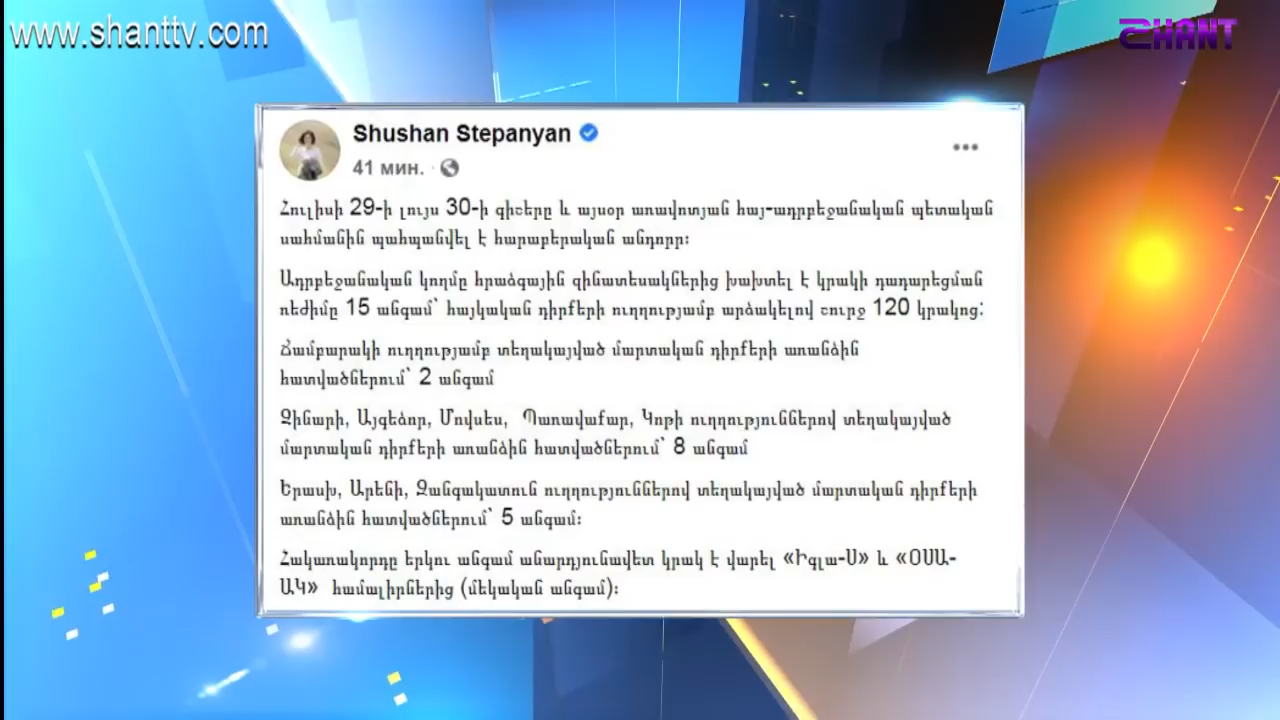 www.shanttv.com
SHANT
Shushan Stepanyan
41 мин.
Հուլիսի 29-ի լույս 30-ի գիշերը և այսօր առավոտյան հայ-ադրբեջանական պետական
սահմանին պահպանվել է հարաբերական անդորր:
Ադրբեջանական կողմը հրաձգային զինատեսակներից խախտել է կրակի դադարեցման
ռեժիմը 15 անգամ՝ հայկական դիրքերի ուղղությամբ արձակելով շուրջ 120 կրակոց:
Ճամբարակի ուղղությամբ տեղակայված մարտական դիրքերի առանձին
հատվածներում՝ 2 անգամ
Չինարի, Այգեձոր, Մովսես, Պառավաքար, Կոթի ուղղություններով տեղակայված
մարտական դիրքերի առանձին հատվածներում՝ 8 անգամ
Երասխ, Արենի, Զանգակատուն ուղղություններով տեղակայված մարտական դիրքերի
առանձին հատվածներում՝ 5 անգամ:
Հակառակորդը երկու անգամ անարդյունավետ կրակ է վարել «Իգլա-Ս» և «ՕՍԱ-
ԱԿ» համալիրներից (մեկական անգամ):